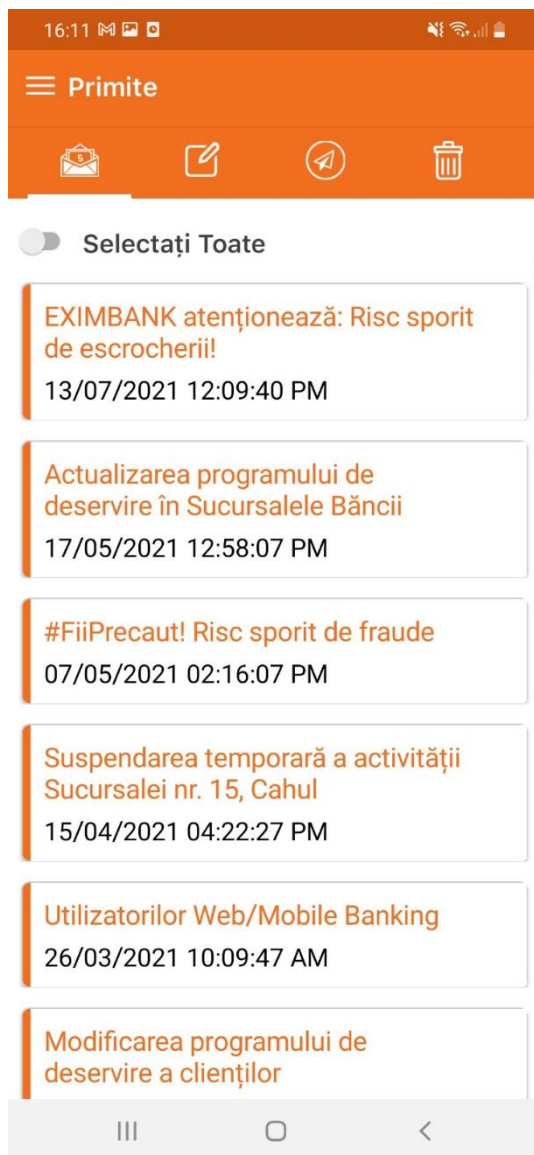 16:11
Primite
Selectați Toate
EXIMBANK atenționează: Risc sporit
de escrocherii!
13/07/2021 12:09:40 PM
Actualizarea programului de
deservire în Sucursalele Băncii
17/05/2021 12:58:07 PM
#FiiPrecaut! Risc sporit de fraude
07/05/2021 02:16:07 PM
Suspendarea temporară a activității
Sucursalei nr. 15, Cahul
15/04/2021 04:22:27 PM
Utilizatorilor Web/Mobile Banking
26/03/2021 10:09:47 AM
Modificarea programului de
deservire a clienților